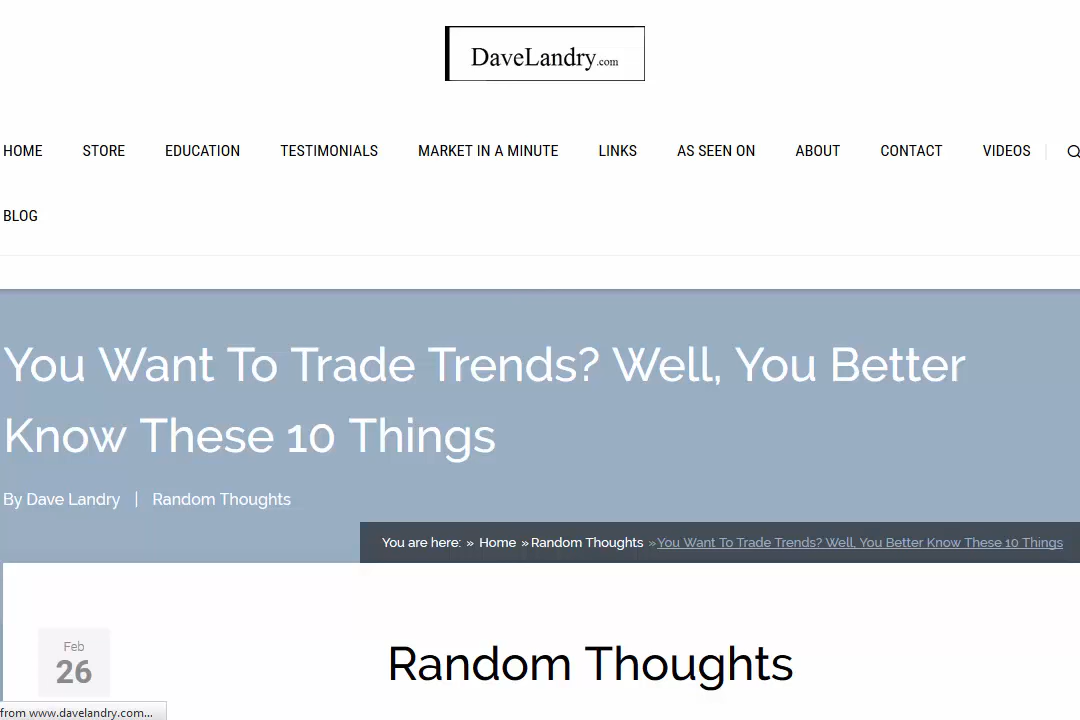 DaveLandry.com
HOME STORE EDUCATION TESTIMONIALS MARKET IN A MINUTE LINKS AS SEEN ON ABOUT CONTACT VIDEOS
BLOG
You Want To Trade Trends? Well, You Better
Know These 10 Things
By Dave Landry | Random Thoughts
You are here: » Home » Random Thoughts » You Want To Trade Trends? Well, You Better Know These 10 Things
Feb
26
Random Thoughts
from www.davelandry.com...